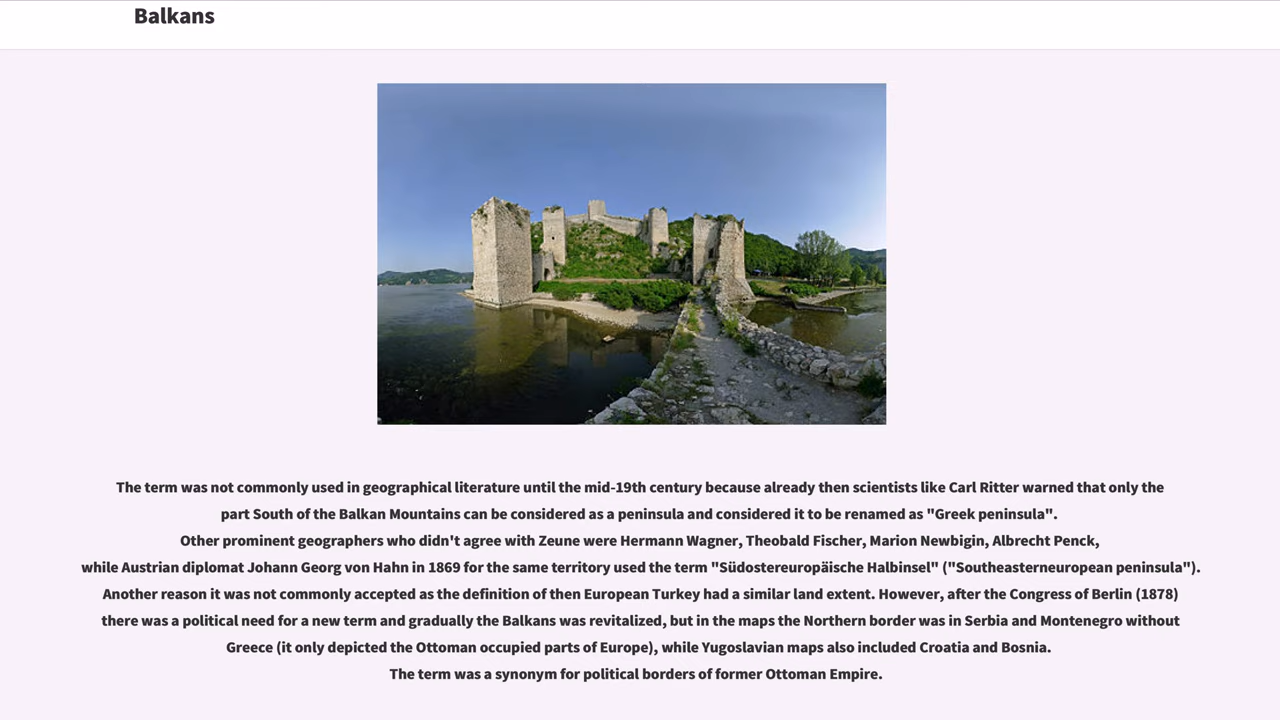 Balkans
The term was not commonly used in geographical literature until the mid-19th century because already then scientists like Carl Ritter warned that only the
part South of the Balkan Mountains can be considered as a peninsula and considered it to be renamed as "Greek peninsula".
Other prominent geographers who didn't agree with Zeune were Hermann Wagner, Theobald Fischer, Marion Newbigin, Albrecht Penck,
while Austrian diplomat Johann Georg von Hahn in 1869 for the same territory used the term "Südostereuropäische Halbinsel" ("Southeasterneuropean peninsula").
Another reason it was not commonly accepted as the definition of then European Turkey had a similar land extent. However, after the Congress of Berlin (1878)
there was a political need for a new term and gradually the Balkans was revitalized, but in the maps the Northern border was in Serbia and Montenegro without
Greece (it only depicted the Ottoman occupied parts of Europe), while Yugoslavian maps also included Croatia and Bosnia.
The term was a synonym for political borders of former Ottoman Empire.